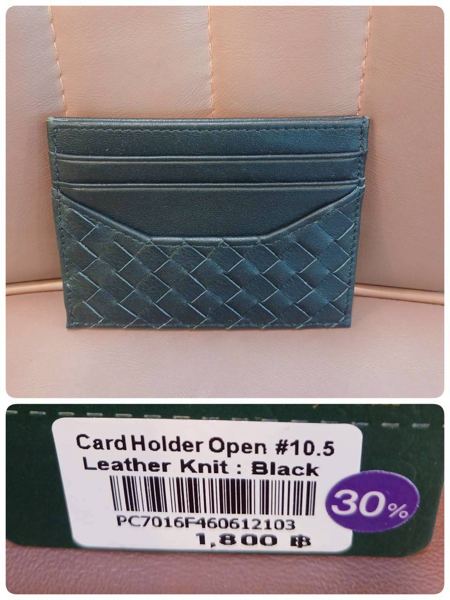 Card Holder Open #10.5
Leather Knit : Black
30%
PC7016F460612103
1,800 ฿